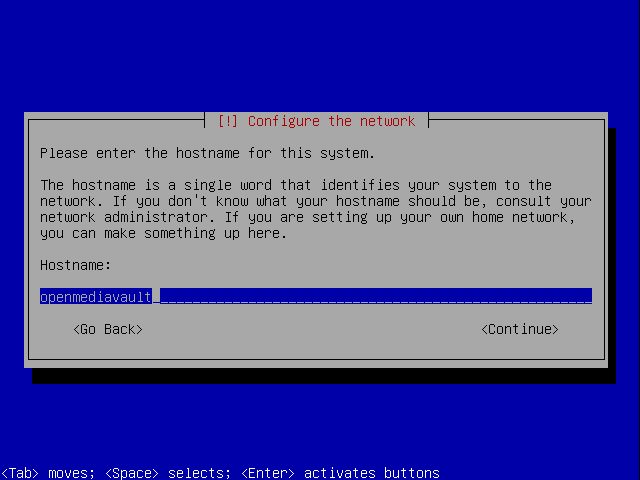 [!] Configure the network
Please enter the hostname for this system.
The hostname is a single word that identifies your system to the
network. If you don't know what your hostname should be, consult your
network administrator. If you are setting up your own home network,
you can make something up here.
Hostname:
openmediavault
<Go Back> <Continue>
<Tab> moves; <Space> selects; <Enter> activates buttons